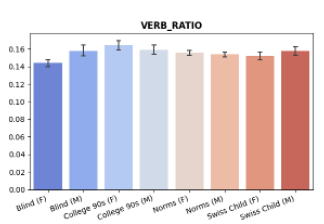 VERB_RATIO
0.16
0.14
0.12
0.10
0.08
0.06
0.04
0.02
0.00
Blind (F)
Blind (M)
College 90s (F)
College 90s (M)
Norms (F)
Norms (M)
Swiss Child (F)
Swiss Child (M)